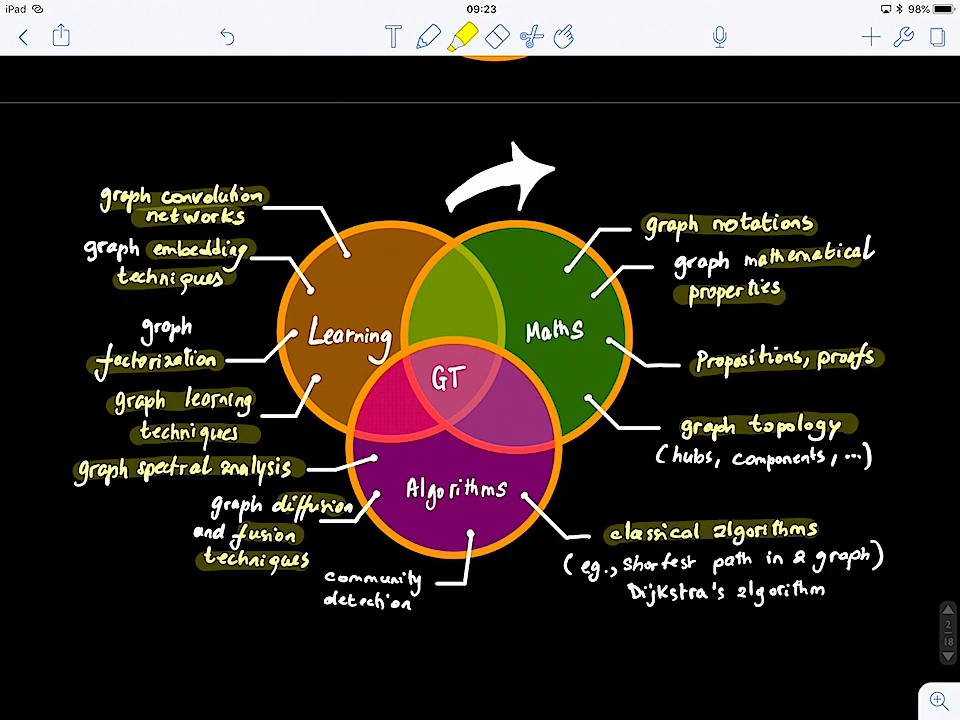 iPad
09:23
98%
T
graph convolution
networks
graph embedding
techniques
graph
factorization
graph learning
techniques
graph spectral analysis
graph diffusion
and fusion
techniques
community
detection
Learning
Maths
GT
Algorithms
graph notations
graph mathematical
properties
Propositions, proofs
graph topology
(hubs, components, ...)
classical algorithms
(eg., shortest path in a graph)
Dijkstra's algorithm
2
18